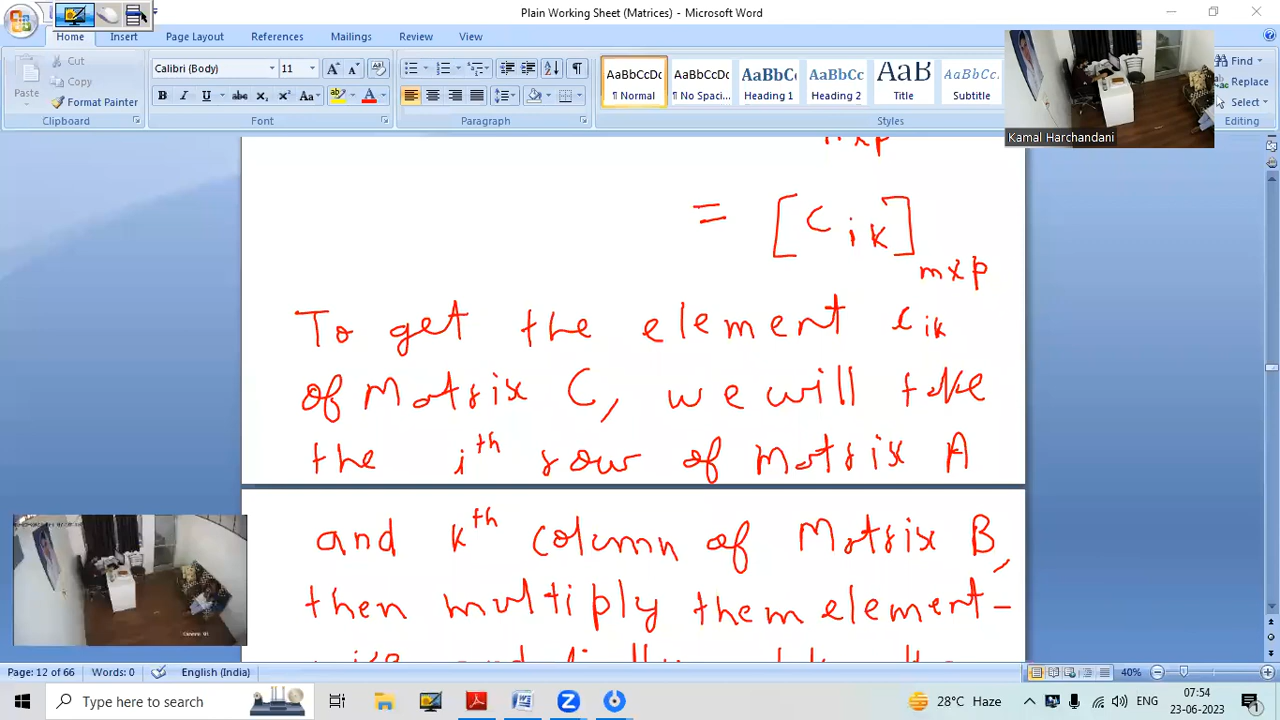 Plain Working Sheet (Matrices) - Microsoft Word
Home Insert Page Layout References Mailings Review View
Paste Cut Copy Format Painter
Clipboard
Calibri (Body) 11
Font
Paragraph
AaBbCcDc ¶ Normal
AaBbCcDc ¶ No Spaci...
AaBbC Heading 1
AaBbCc Heading 2
AaB Title
AaBbCc. Subtitle
Styles
Find
Replace
Select
Editing
Kamal Harchandani
n x p
= [C ik] m x p
To get the element c ik
of Matrix C, we will take
the i th row of matrix A
and k th column of Matrix B,
then multiply them element-
Page: 12 of 66 Words: 0 English (India) 40%
Type here to search
28°C Haze ENG 07:54
23-06-2023